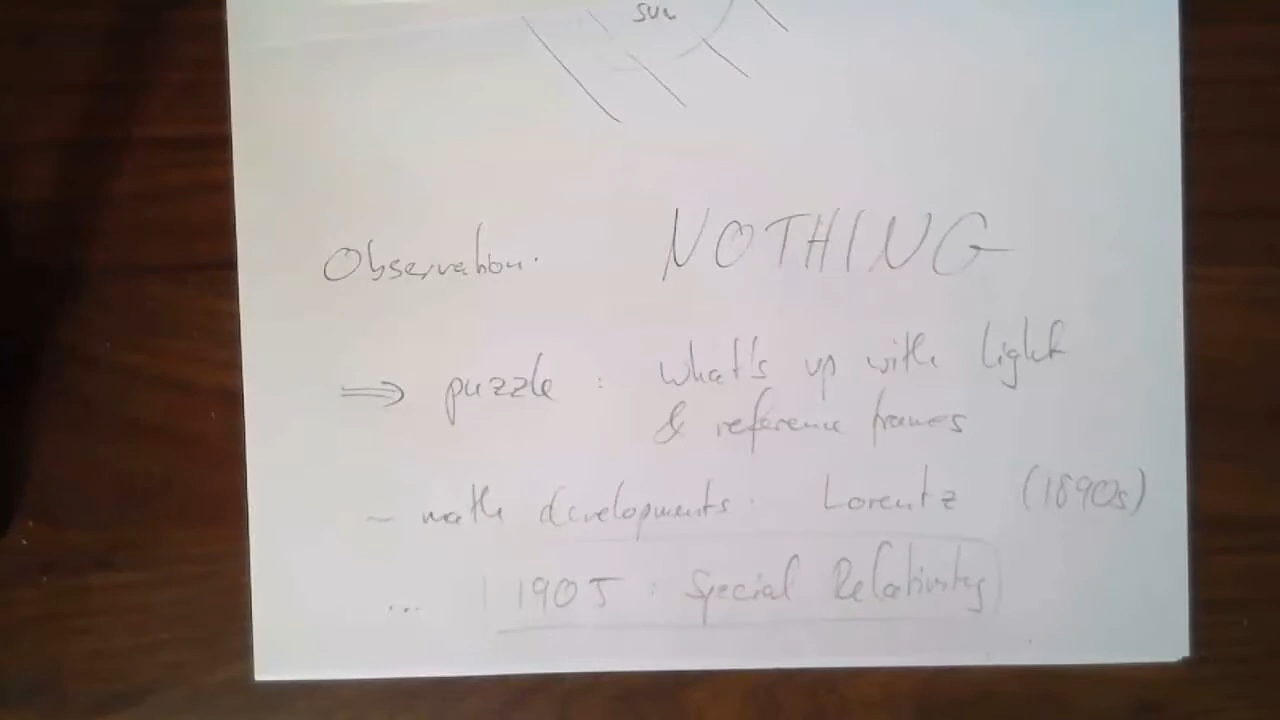 sun
Observation. NOTHING
⇒ puzzle : What's up with light
& reference frames
~ math developments. Lorentz (1890s)
... 1905 : Special Relativity